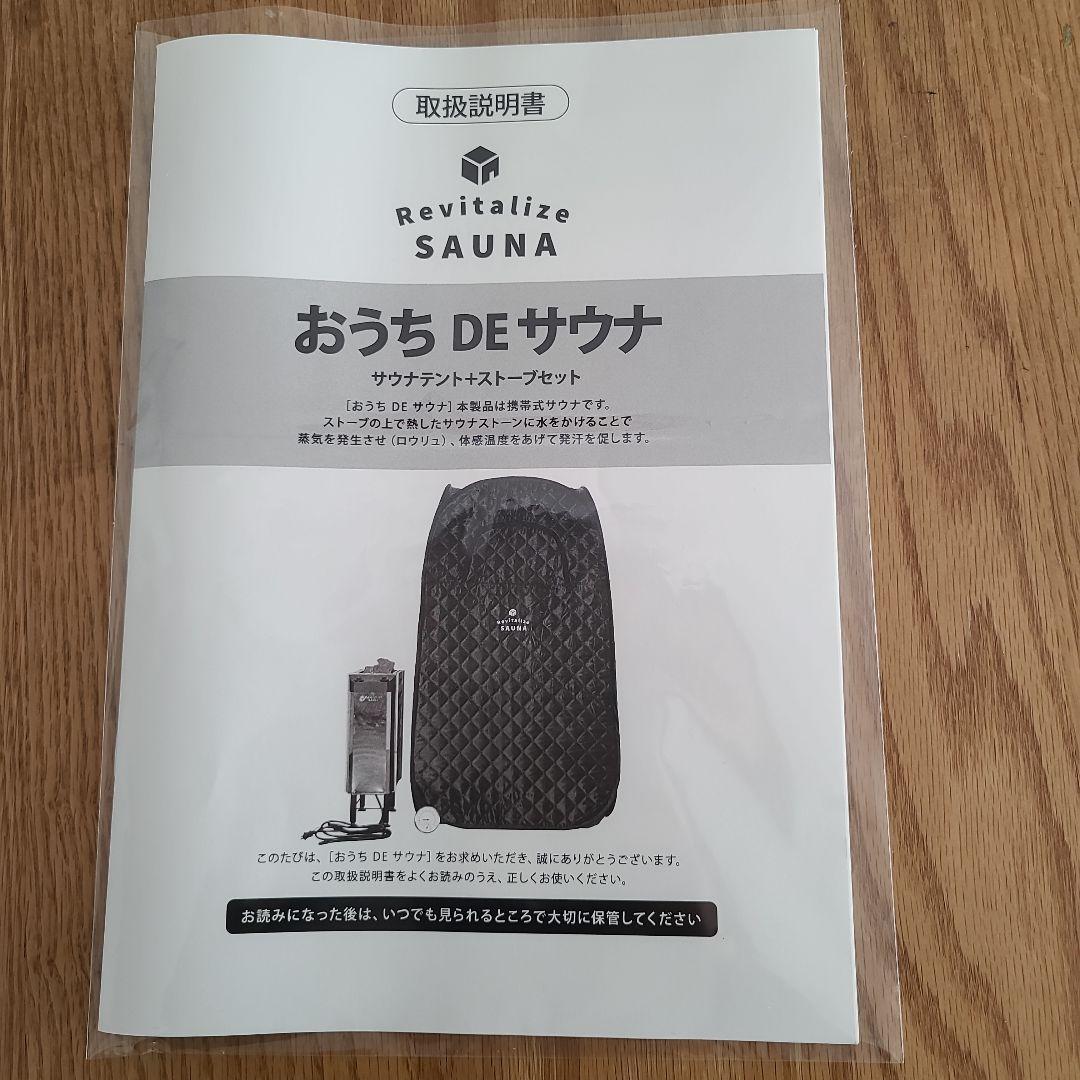 取扱説明書
Revitalize
SAUNA
おうち DE サウナ
サウナテント+ストーブセット
[おうち DE サウナ] 本製品は携帯式サウナです。
ストーブの上で熱したサウナストーンに水をかけることで
蒸気を発生させ (ロウリュ) 、体感温度をあげて発汗を促します。
Revitalize
SAUNA
このたびは、[おうち DE サウナ] をお求めいただき、誠にありがとうございます。
この取扱説明書をよくお読みのうえ、正しくお使いください。
お読みになった後は、いつでも見られるところで大切に保管してください